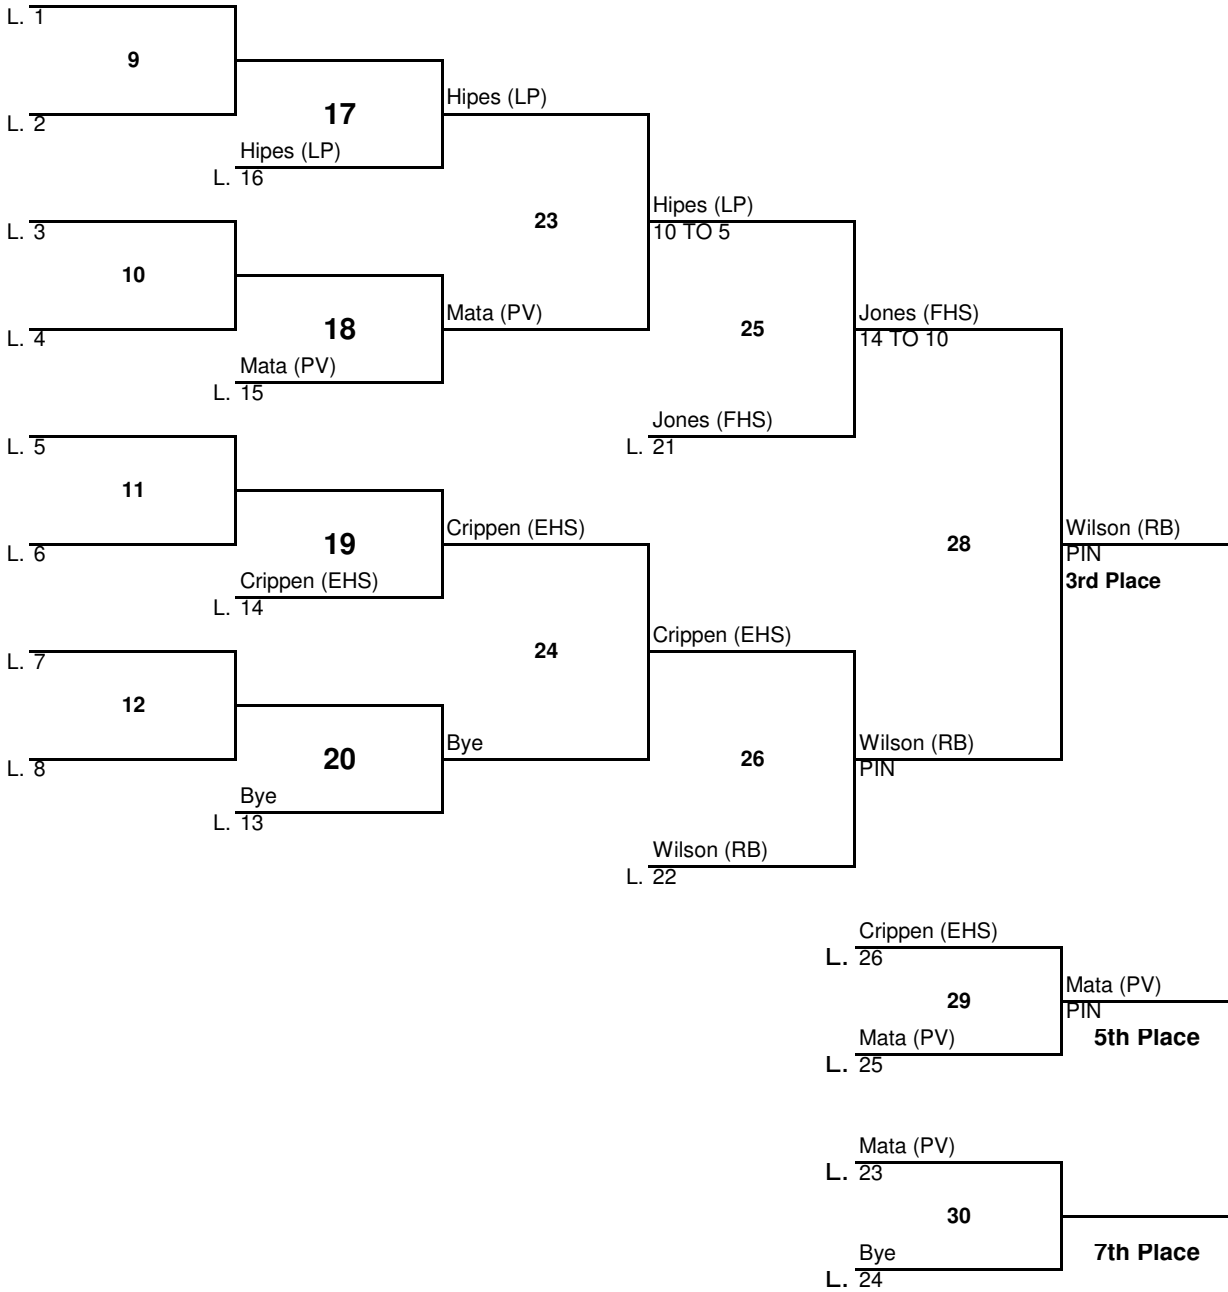 L. 1
9
L. 2
17
Hipes (LP)
Hipes (LP)
L. 16
L. 3
23
Hipes (LP)
10 TO 5
10
L. 4
18
Mata (PV)
Mata (PV)
L. 15
25
Jones (FHS)
14 TO 10
Jones (FHS)
L. 21
L. 5
11
L. 6
19
Crippen (EHS)
Crippen (EHS)
L. 14
28
Wilson (RB)
PIN
3rd Place
L. 7
24
Crippen (EHS)
12
L. 8
20
Bye
Bye
L. 13
26
Wilson (RB)
PIN
Wilson (RB)
L. 22
Crippen (EHS)
L. 26
29
Mata (PV)
PIN
5th Place
Mata (PV)
L. 25
Mata (PV)
L. 23
30
7th Place
Bye
L. 24